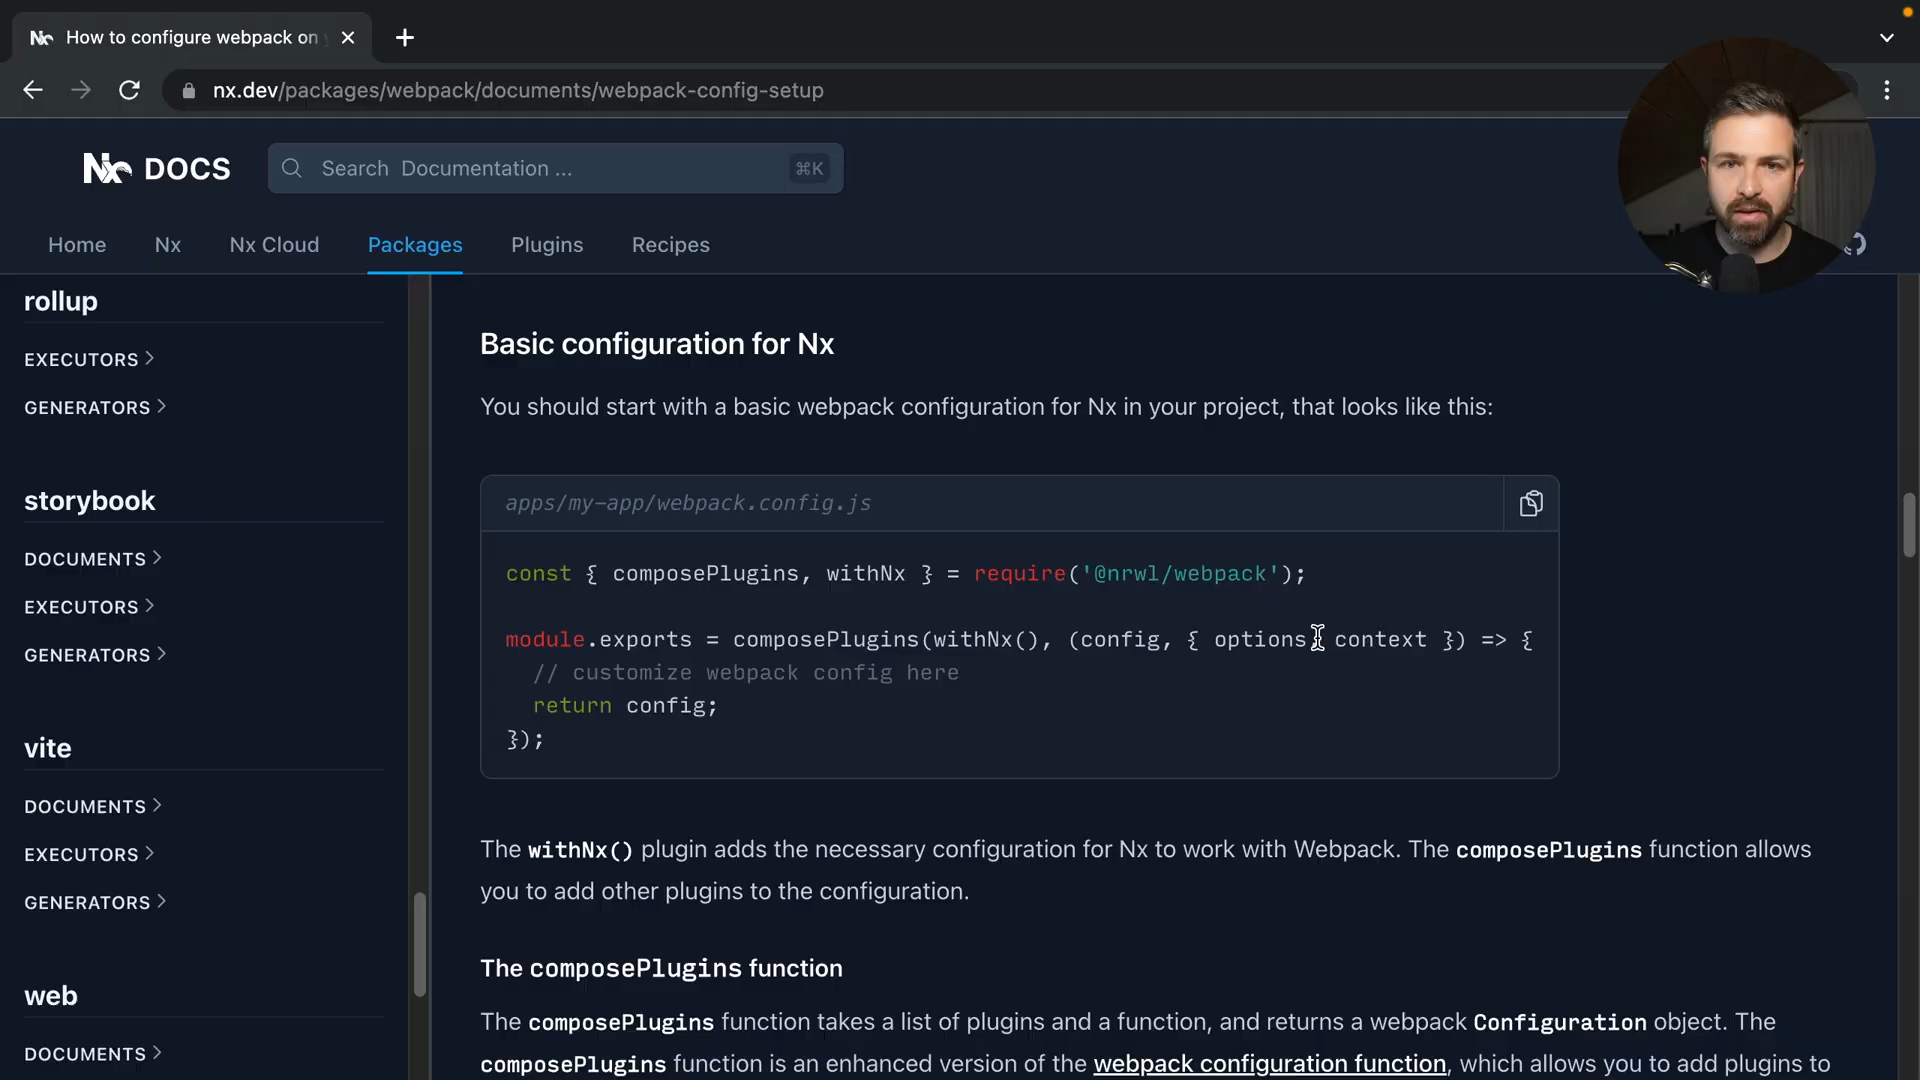 How to configure webpack on
nx.dev/packages/webpack/documents/webpack-config-setup
Nx DOCS
Search Documentation ...
⌘K
Home
Nx
Nx Cloud
Packages
Plugins
Recipes
rollup
EXECUTORS
GENERATORS
storybook
DOCUMENTS
EXECUTORS
GENERATORS
vite
DOCUMENTS
EXECUTORS
GENERATORS
web
DOCUMENTS
Basic configuration for Nx
You should start with a basic webpack configuration for Nx in your project, that looks like this:
apps/my-app/webpack.config.js
const { composePlugins, withNx } = require('@nrwl/webpack');
module.exports = composePlugins(withNx(), (config, { options, context }) => {
// customize webpack config here
return config;
});
The withNx() plugin adds the necessary configuration for Nx to work with Webpack. The composePlugins function allows
you to add other plugins to the configuration.
The composePlugins function
The composePlugins function takes a list of plugins and a function, and returns a webpack Configuration object. The
composePlugins function is an enhanced version of the webpack configuration function, which allows you to add plugins to